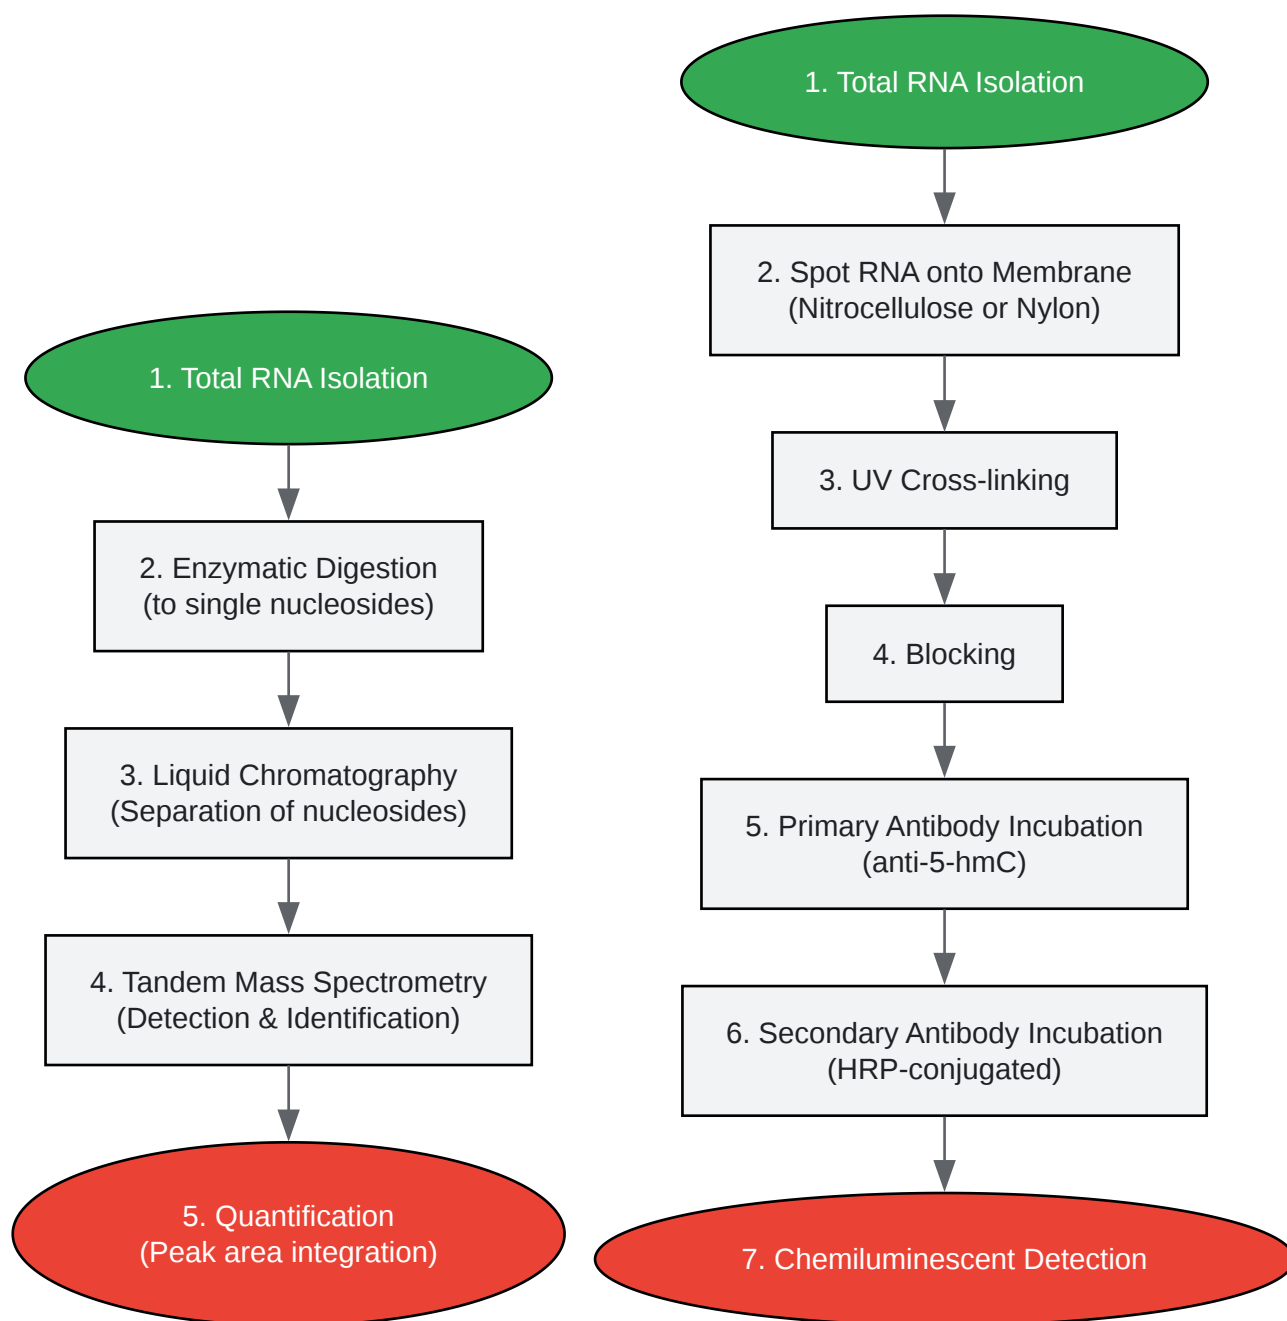 1. Total RNA Isolation
2. Enzymatic Digestion
(to single nucleosides)
3. Liquid Chromatography
(Separation of nucleosides)
4. Tandem Mass Spectrometry
(Detection & Identification)
5. Quantification
(Peak area integration)
1. Total RNA Isolation
2. Spot RNA onto Membrane
(Nitrocellulose or Nylon)
3. UV Cross-linking
4. Blocking
5. Primary Antibody Incubation
(anti-5-hmC)
6. Secondary Antibody Incubation
(HRP-conjugated)
7. Chemiluminescent Detection